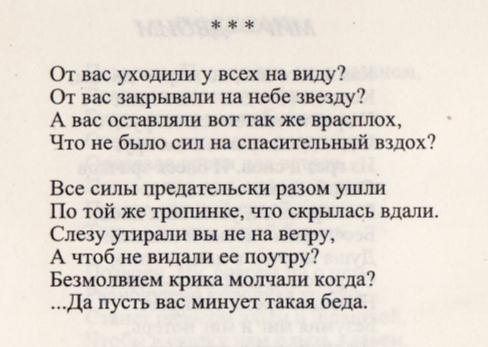 * * *
От вас уходили у всех на виду?
От вас закрывали на небе звезду?
А вас оставляли вот так же врасплох,
Что не было сил на спасительный вздох?
Все силы предательски разом ушли
По той же тропинке, что скрылась вдали.
Слезу утирали вы не на ветру,
А чтоб не видали ее поутру?
Безмолвием крика молчали когда?
...Да пусть вас минует такая беда.